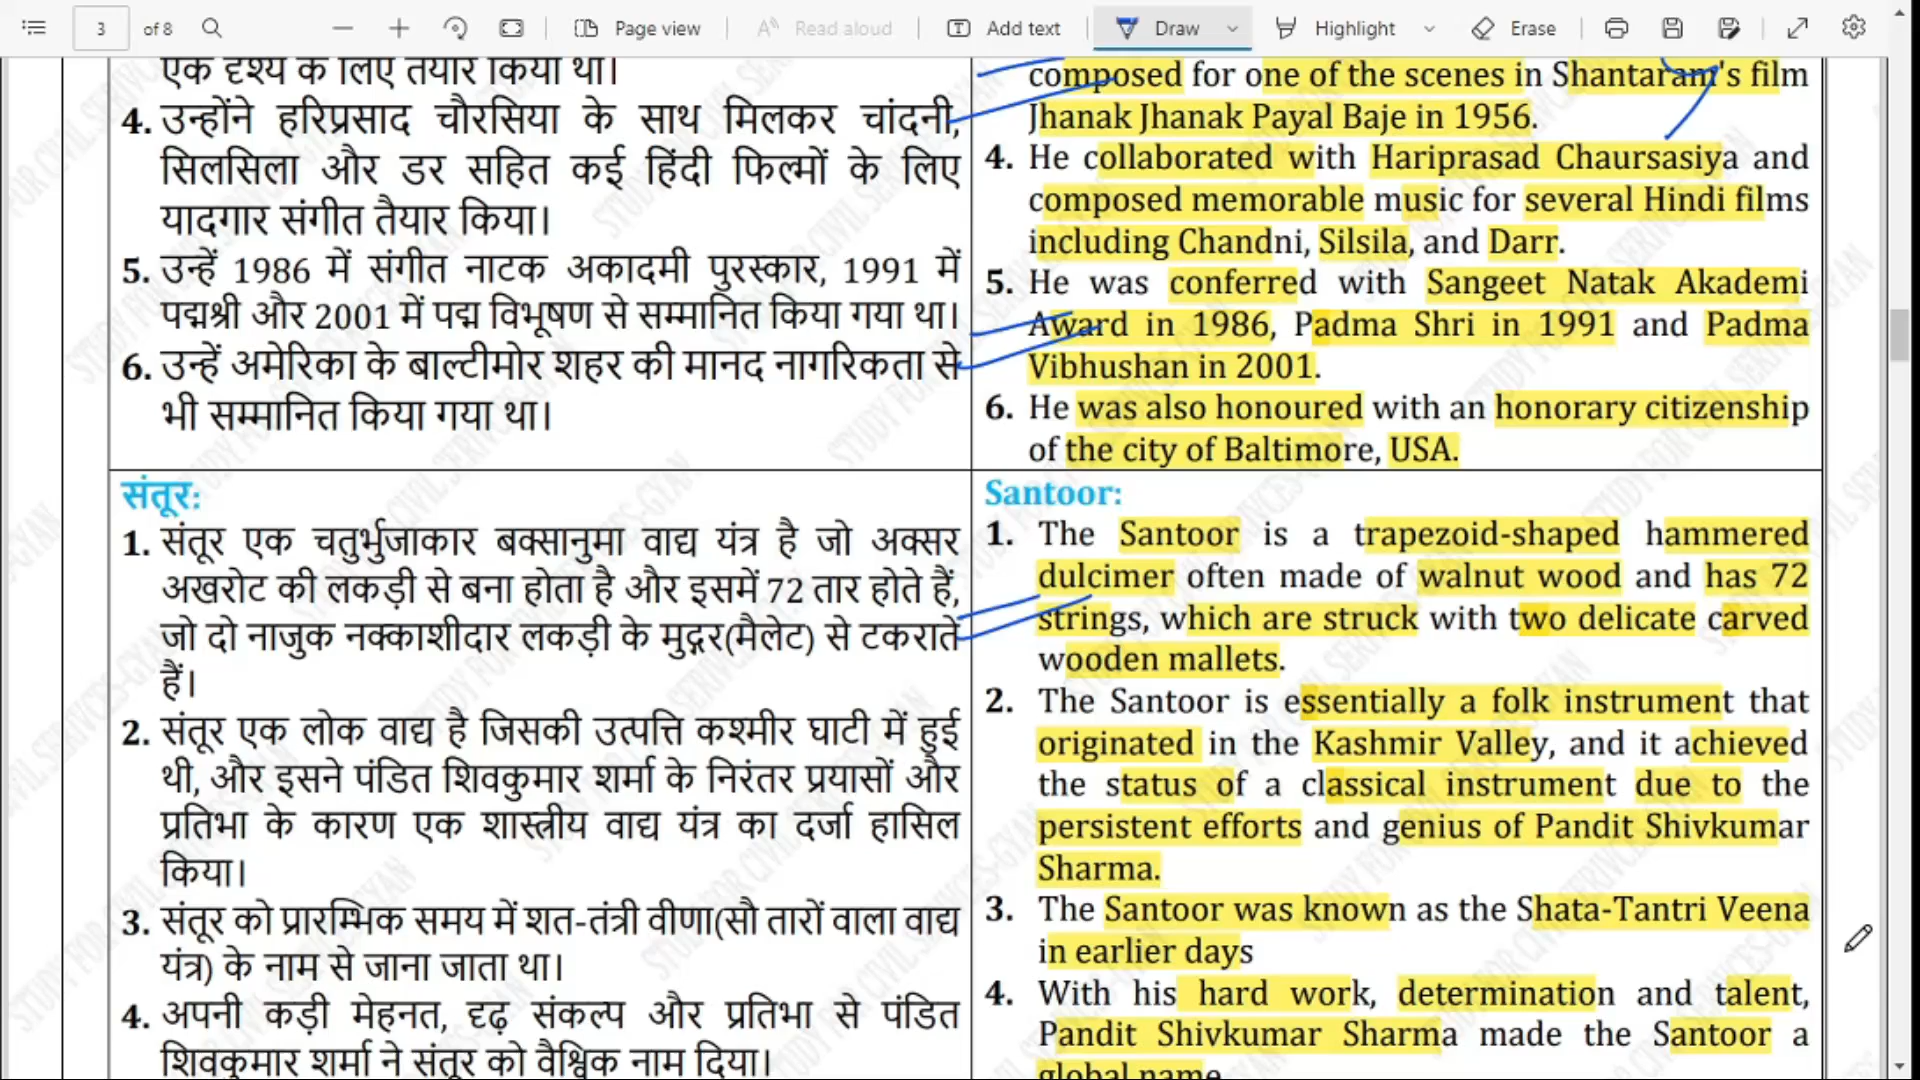 3 of 8 Page view Read aloud Add text Draw Highlight Erase
एक दृश्य के लिए तैयार किया था।
4. उन्होंने हरिप्रसाद चौरसिया के साथ मिलकर चांदनी,
सिलसिला और डर सहित कई हिंदी फिल्मों के लिए
यादगार संगीत तैयार किया।
5. उन्हें 1986 में संगीत नाटक अकादमी पुरस्कार, 1991 में
पद्मश्री और 2001 में पद्म विभूषण से सम्मानित किया गया था।
6. उन्हें अमेरिका के बाल्टीमोर शहर की मानद नागरिकता से
भी सम्मानित किया गया था।
composed for one of the scenes in Shantaram's film
Jhanak Jhanak Payal Baje in 1956.
4. He collaborated with Hariprasad Chaursasiya and
composed memorable music for several Hindi films
including Chandni, Silsila, and Darr.
5. He was conferred with Sangeet Natak Akademi
Award in 1986, Padma Shri in 1991 and Padma
Vibhushan in 2001.
6. He was also honoured with an honorary citizenship
of the city of Baltimore, USA.
संतूर:
1. संतूर एक चतुर्भुजाकार बक्सानुमा वाद्य यंत्र है जो अक्सर
अखरोट की लकड़ी से बना होता है और इसमें 72 तार होते हैं,
जो दो नाजुक नक्काशीदार लकड़ी के मुद्गर(मैलेट) से टकराते
हैं।
2. संतूर एक लोक वाद्य है जिसकी उत्पत्ति कश्मीर घाटी में हुई
थी, और इसने पंडित शिवकुमार शर्मा के निरंतर प्रयासों और
प्रतिभा के कारण एक शास्त्रीय वाद्य यंत्र का दर्जा हासिल
किया।
3. संतूर को प्रारम्भिक समय में शत-तंत्री वीणा(सौ तारों वाला वाद्य
यंत्र) के नाम से जाना जाता था।
4. अपनी कड़ी मेहनत, दृढ़ संकल्प और प्रतिभा से पंडित
शिवकुमार शर्मा ने संतूर को वैश्विक नाम दिया।
Santoor:
1. The Santoor is a trapezoid-shaped hammered
dulcimer often made of walnut wood and has 72
strings, which are struck with two delicate carved
wooden mallets.
2. The Santoor is essentially a folk instrument that
originated in the Kashmir Valley, and it achieved
the status of a classical instrument due to the
persistent efforts and genius of Pandit Shivkumar
Sharma.
3. The Santoor was known as the Shata-Tantri Veena
in earlier days
4. With his hard work, determination and talent,
Pandit Shivkumar Sharma made the Santoor a
global name